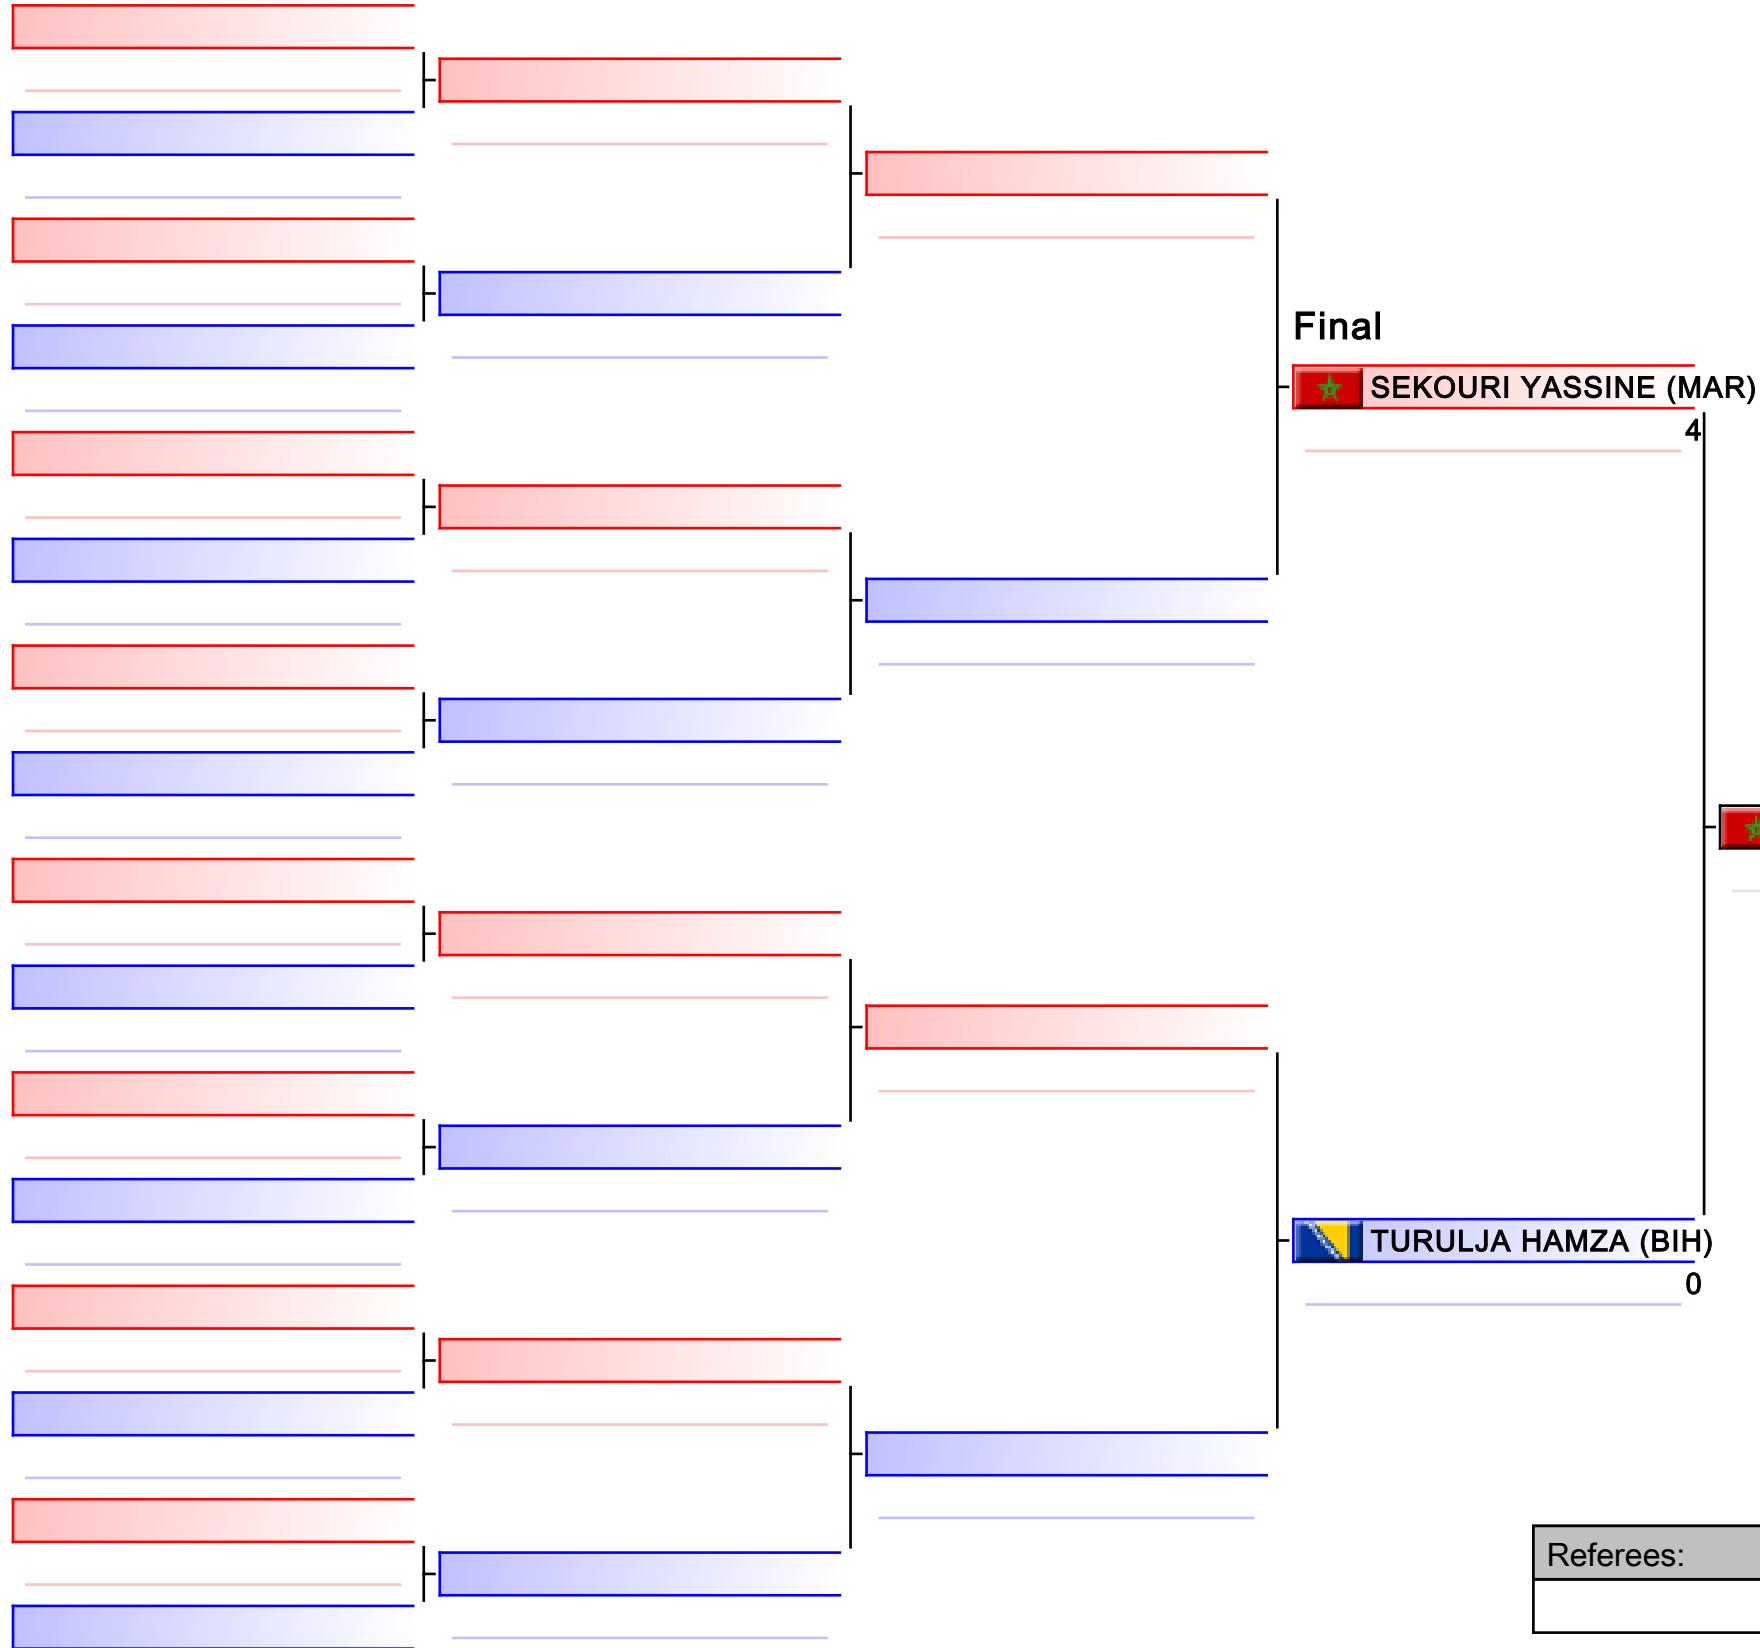 Final
SEKOURI YASSINE (MAR)
4
TURULJA HAMZA (BIH)
0
Referees: